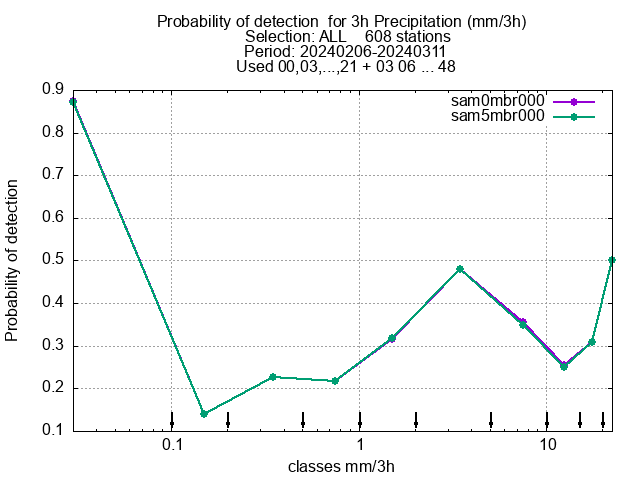 Probability of detection  for 3h Precipitation (mm/3h)
Selection: ALL    608 stations
Period: 20240206-20240311
Used 00,03,...,21 + 03 06 ... 48
sam0mbr000
sam5mbr000
0.9
0.8
0.7
0.6
0.5
0.4
0.3
0.2
0.1
Probability of detection
0.1 1 10
classes mm/3h